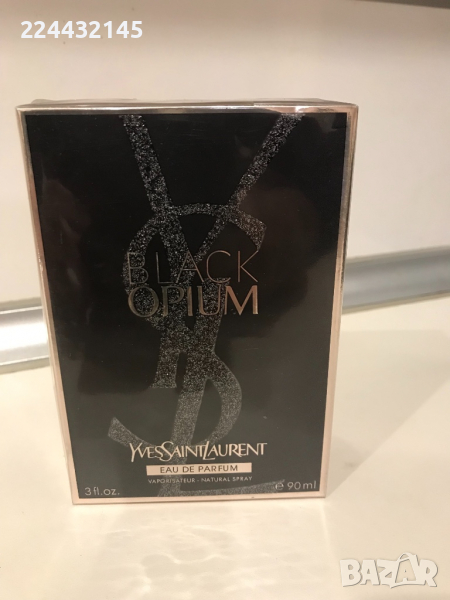 224432145
BLACK
OPIUM
YVESSAINTLAURENT
EAU DE PARFUM
VAPORISATEUR - NATURAL SPRAY
3 fl.oz. ℮ 90 ml
BAZAR